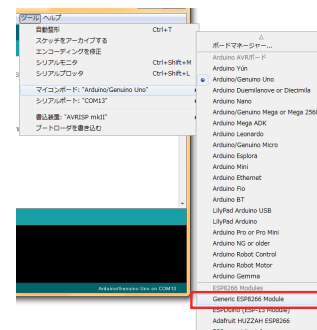 ツール ヘルプ
自動整形 Ctrl+T
スケッチをアーカイブする
エンコーディングを修正
シリアルモニタ Ctrl+Shift+M
シリアルプロッタ Ctrl+Shift+L
マイコンボード: "Arduino/Genuino Uno"
シリアルポート: "COM13"
書込装置: "AVRISP mkII"
ブートローダを書き込む
Arduino/Genuino Uno on COM13
ボードマネージャー...
Arduino AVRボード
Arduino Yún
Arduino/Genuino Uno
Arduino Duemilanove or Diecimila
Arduino Nano
Arduino/Genuino Mega or Mega 256
Arduino Mega ADK
Arduino Leonardo
Arduino/Genuino Micro
Arduino Esplora
Arduino Mini
Arduino Ethernet
Arduino Fio
Arduino BT
LilyPad Arduino USB
LilyPad Arduino
Arduino Pro or Pro Mini
Arduino NG or older
Arduino Robot Control
Arduino Robot Motor
Arduino Gemma
ESP8266 Modules
Generic ESP8266 Module
ESPDuino (ESP-13 Module)
Adafruit HUZZAH ESP8266